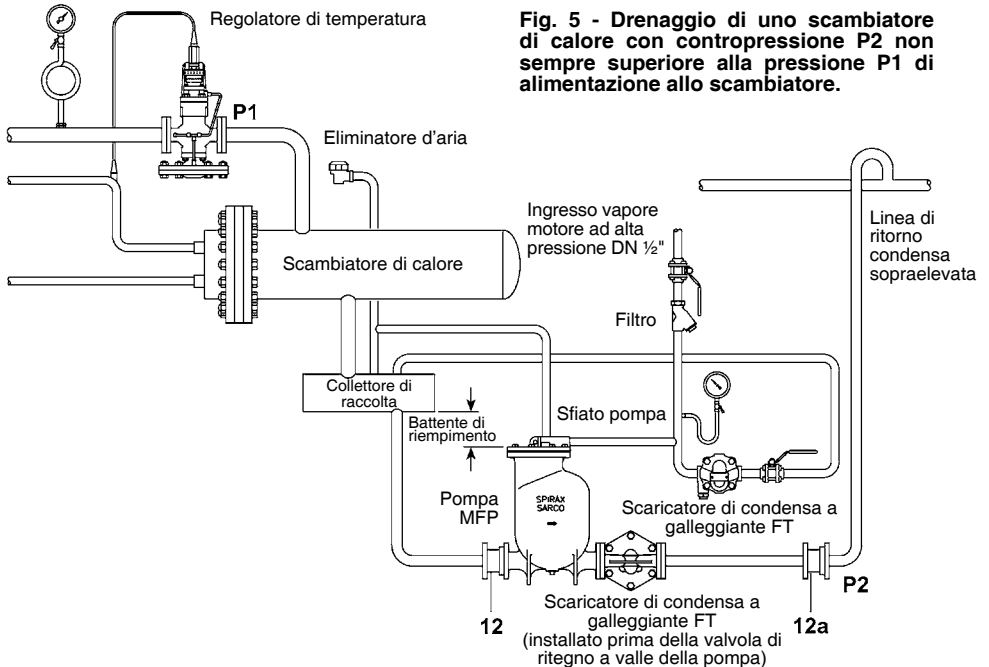 Regolatore di temperatura
Fig. 5 - Drenaggio di uno scambiatore
di calore con contropressione P2 non
sempre superiore alla pressione P1 di
alimentazione allo scambiatore.
P1
Eliminatore d'aria
Ingresso vapore
motore ad alta
pressione DN ½"
Linea di
ritorno
condensa
sopraelevata
Scambiatore di calore
Filtro
Collettore di
raccolta
Battente di
riempimento
Sfiato pompa
Pompa
MFP
SPIRAX
SARCO
Scaricatore di condensa a
galleggiante FT
P2
12
Scaricatore di condensa a
galleggiante FT
(installato prima della valvola di
ritegno a valle della pompa)
12a